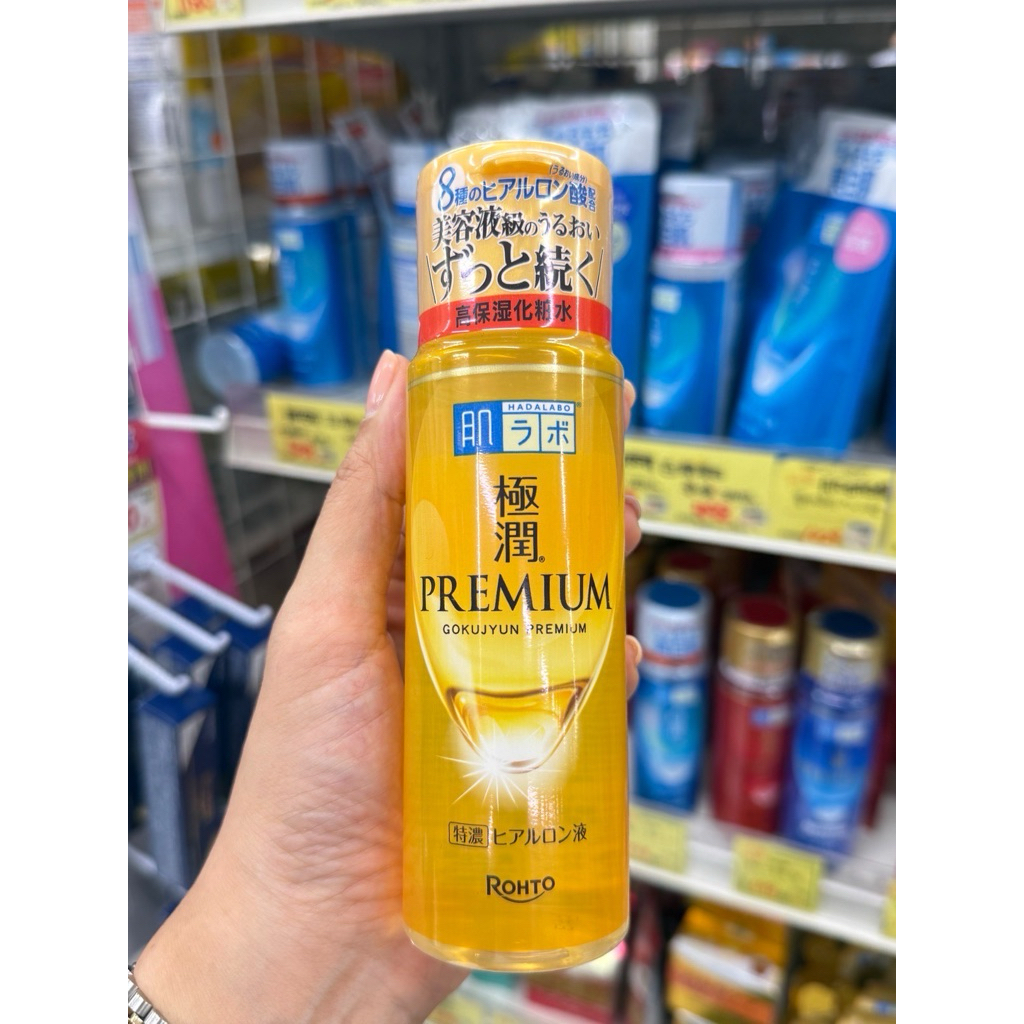 8種のヒアルロン酸配合
(うるおい成分)
美容液級のうるおい
ずっと続く
高保湿化粧水
HADALABO®
肌ラボ
極
潤®
PREMIUM
GOKUJYUN PREMIUM
特濃 ヒアルロン液
ROHTO